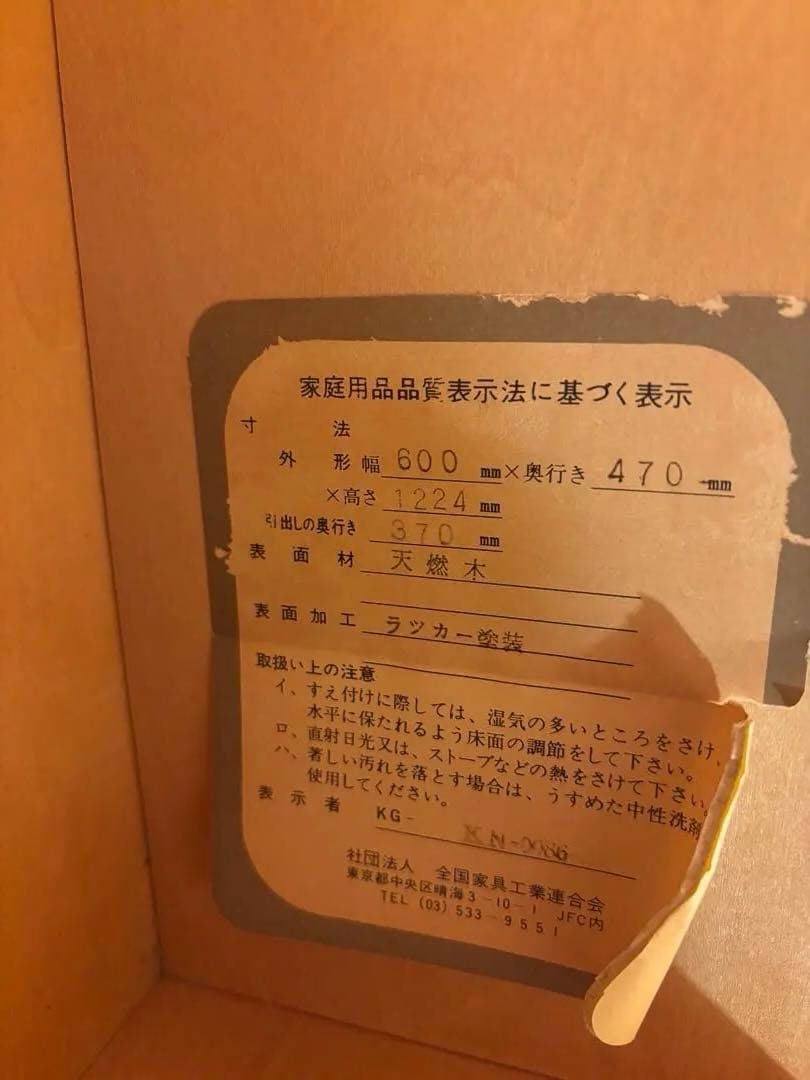 家庭用品品質表示法に基づく表示
寸法
外形幅 600 mm×奥行き 470 mm
×高さ 1224 mm
引出しの奥行き 370 mm
表面材 天燃木
表面加工 ラツカー塗装
取扱い上の注意
イ、すえ付けに際しては、湿気の多いところをさけ、
水平に保たれるよう床面の調節をして下さい。
ロ、直射日光又は、ストーブなどの熱をさけて下さい。
ハ、著しい汚れを落とす場合は、うすめた中性洗剤
使用してください。
表示者 KG-
社団法人 全国家具工業連合会
東京都中央区晴海3-10-1 JFC内
TEL (03) 533-9551